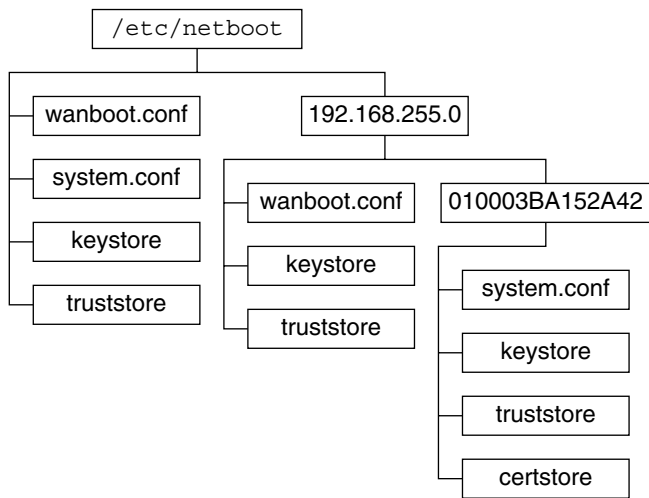 /etc/netboot
wanboot.conf
system.conf
keystore
truststore
192.168.255.0
wanboot.conf
keystore
truststore
010003BA152A42
system.conf
keystore
truststore
certstore